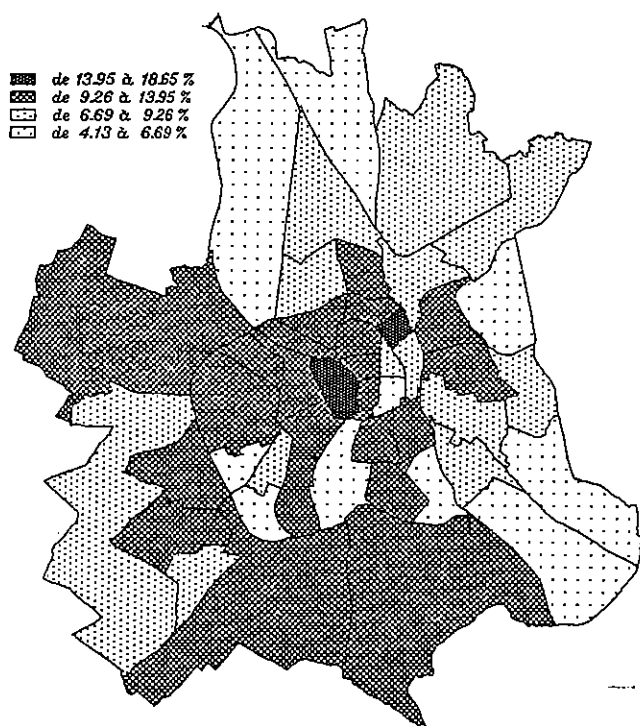 de 13.95 à 18.65 %
de 9.26 à 13.95 %
de 6.69 à 9.26 %
de 4.13 à 6.69 %